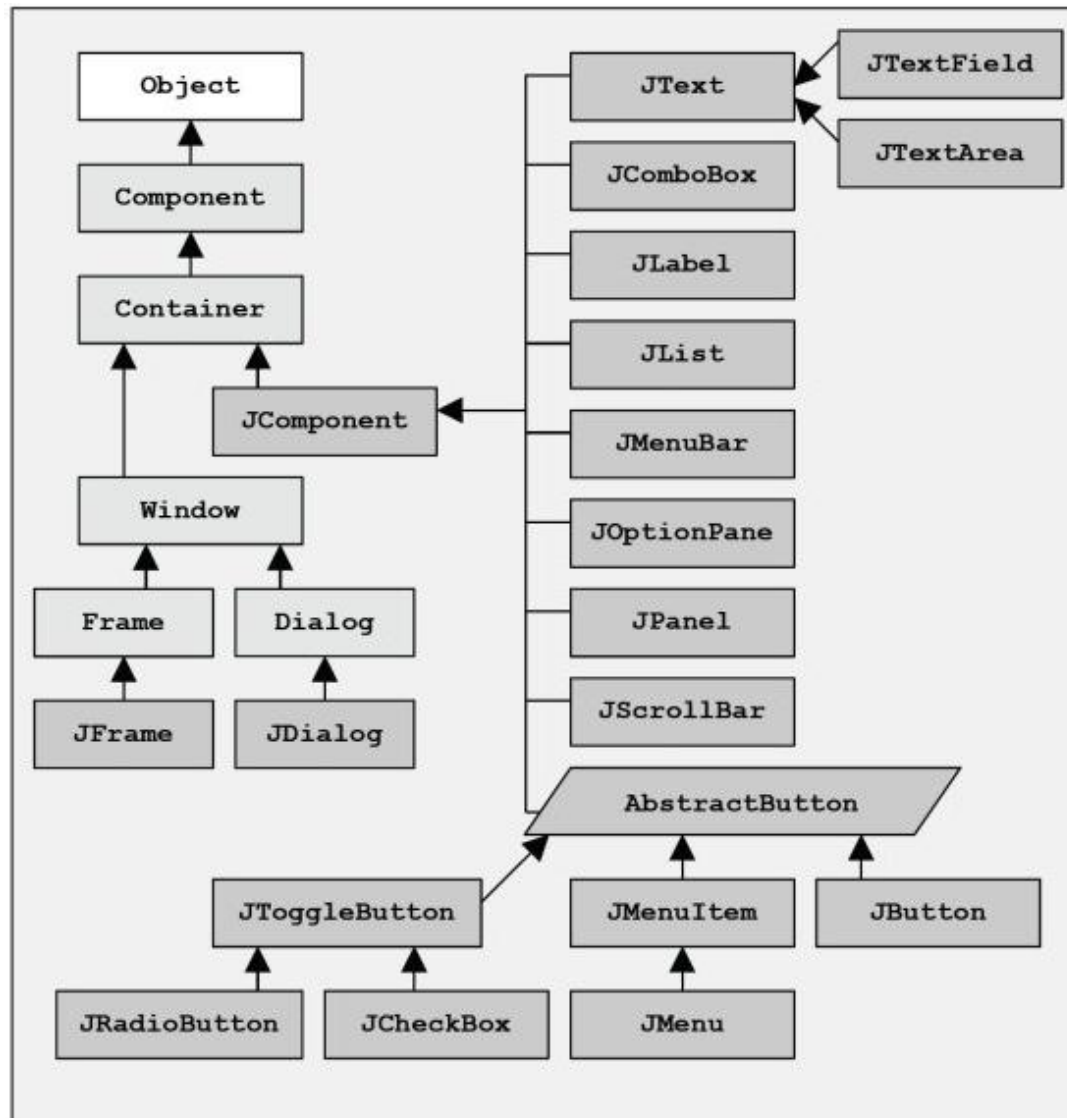 Object
JText
JTextField
JTextArea
Component
JComboBox
JLabel
Container
JList
JComponent
JMenuBar
Window
JOptionPane
Frame
Dialog
JPanel
JFrame
JDialog
JScrollBar
AbstractButton
JToggleButton
JMenuItem
JButton
JRadioButton
JCheckBox
JMenu